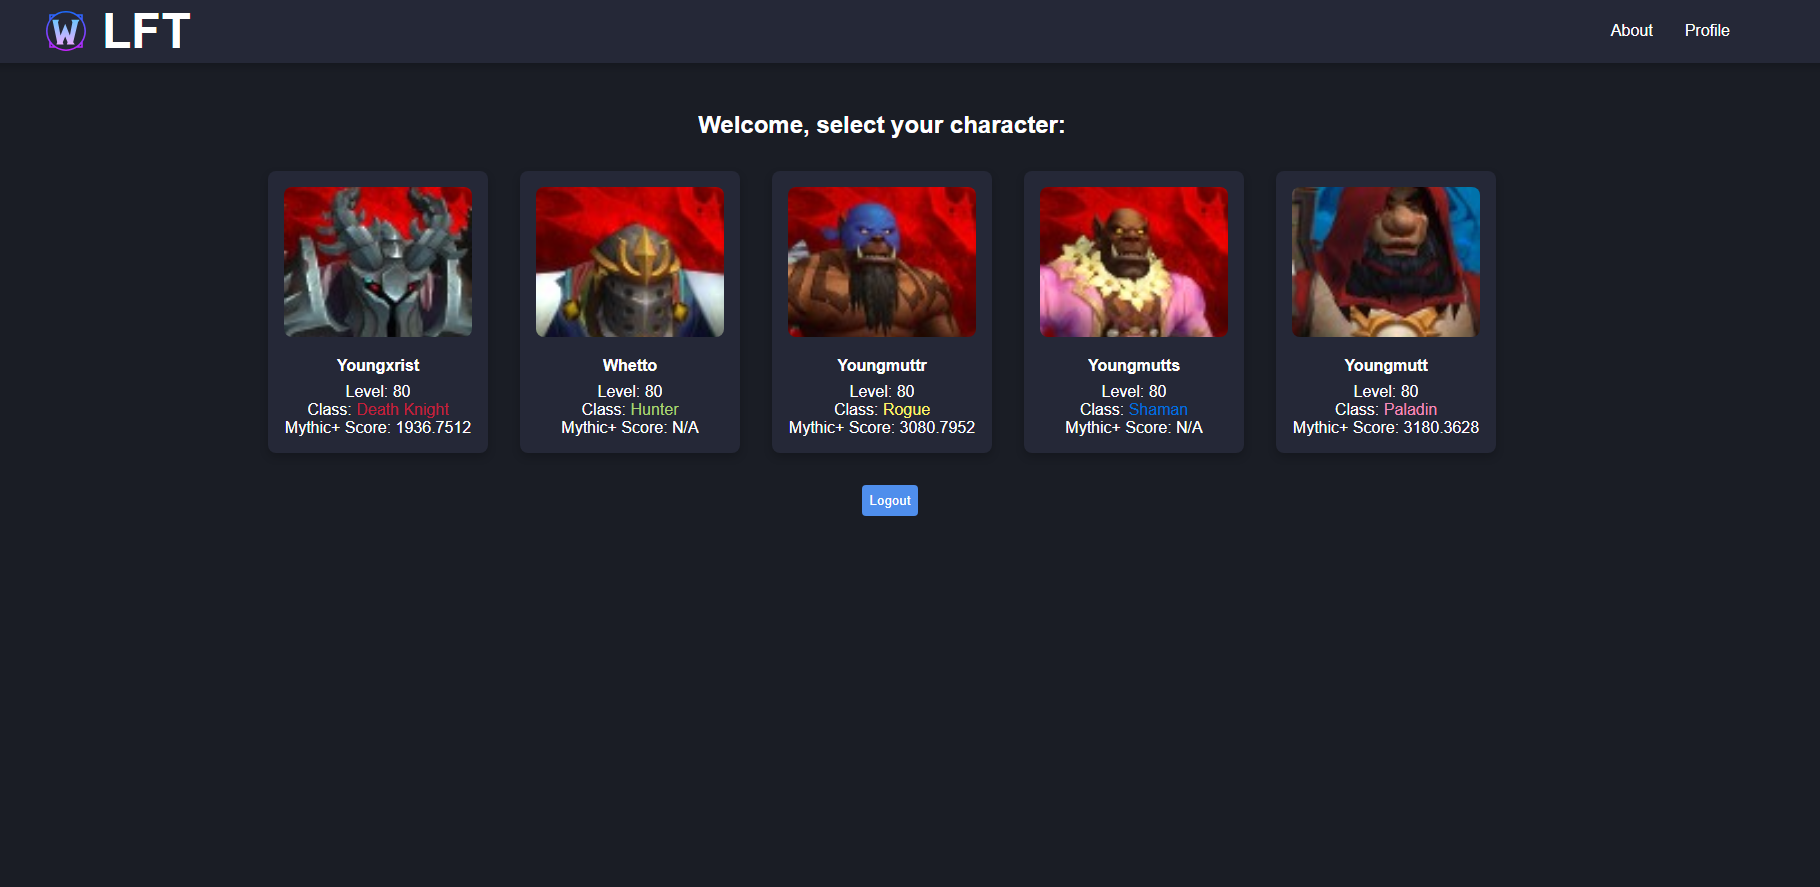 W LFT
About
Profile
Welcome, select your character:
Youngxrist
Level: 80
Class: Death Knight
Mythic+ Score: 1936.7512
Whetto
Level: 80
Class: Hunter
Mythic+ Score: N/A
Youngmuttr
Level: 80
Class: Rogue
Mythic+ Score: 3080.7952
Youngmutts
Level: 80
Class: Shaman
Mythic+ Score: N/A
Youngmutt
Level: 80
Class: Paladin
Mythic+ Score: 3180.3628
Logout